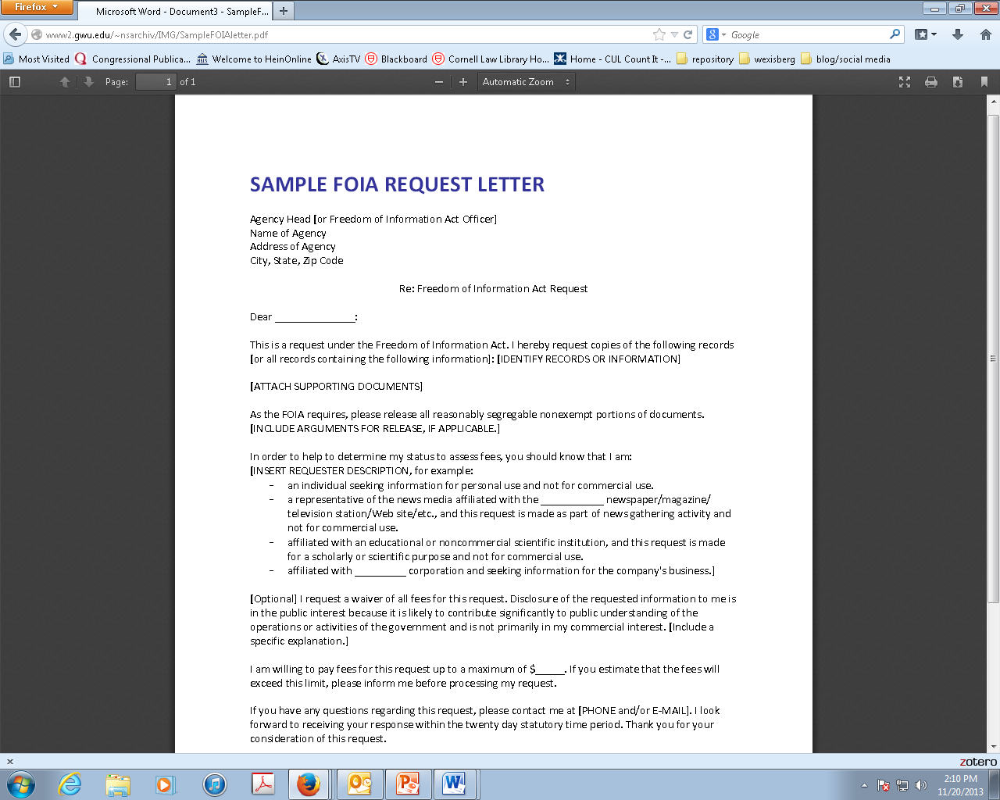 Firefox
Microsoft Word - Document3 - SampleF...
www2.gwu.edu/~nsarchiv/IMG/SampleFOIAletter.pdf
Google
Most Visited Congressional Publica... Welcome to HeinOnline AxisTV Blackboard Cornell Law Library Ho... Home - CUL Count It -... repository wexisberg blog/social media
Page: 1 of 1 Automatic Zoom
SAMPLE FOIA REQUEST LETTER
Agency Head [or Freedom of Information Act Officer]
Name of Agency
Address of Agency
City, State, Zip Code
Re: Freedom of Information Act Request
Dear ______________:
This is a request under the Freedom of Information Act. I hereby request copies of the following records
[or all records containing the following information]: [IDENTIFY RECORDS OR INFORMATION]
[ATTACH SUPPORTING DOCUMENTS]
As the FOIA requires, please release all reasonably segregable nonexempt portions of documents.
[INCLUDE ARGUMENTS FOR RELEASE, IF APPLICABLE.]
In order to help to determine my status to assess fees, you should know that I am:
[INSERT REQUESTER DESCRIPTION, for example:
- an individual seeking information for personal use and not for commercial use.
- a representative of the news media affiliated with the ___________ newspaper/magazine/
television station/Web site/etc., and this request is made as part of news gathering activity and
not for commercial use.
- affiliated with an educational or noncommercial scientific institution, and this request is made
for a scholarly or scientific purpose and not for commercial use.
- affiliated with _________ corporation and seeking information for the company's business.]
[Optional] I request a waiver of all fees for this request. Disclosure of the requested information to me is
in the public interest because it is likely to contribute significantly to public understanding of the
operations or activities of the government and is not primarily in my commercial interest. [Include a
specific explanation.]
I am willing to pay fees for this request up to a maximum of $_____. If you estimate that the fees will
exceed this limit, please inform me before processing my request.
If you have any questions regarding this request, please contact me at [PHONE and/or E-MAIL]. I look
forward to receiving your response within the twenty day statutory time period. Thank you for your
consideration of this request.
zotero
2:10 PM
11/20/2013